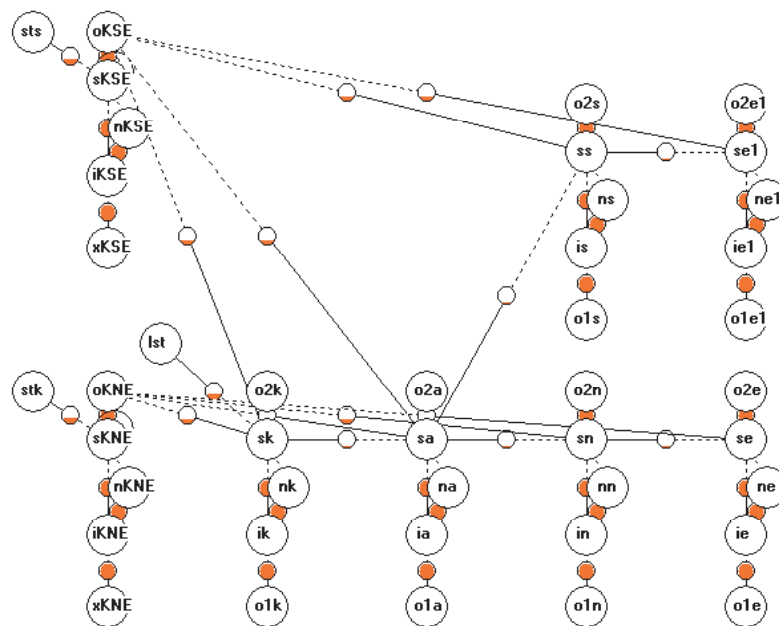 sts
oKSE
sKSE
nKSE
iKSE
xKSE
o2s
o2e1
ss
se1
ns
ne1
is
ie1
o1s
o1e1
lst
stk
oKNE
o2k
o2a
o2n
o2e
sKNE
sk
sa
sn
se
nKNE
nk
na
nn
ne
iKNE
ik
ia
in
ie
xKNE
o1k
o1a
o1n
o1e